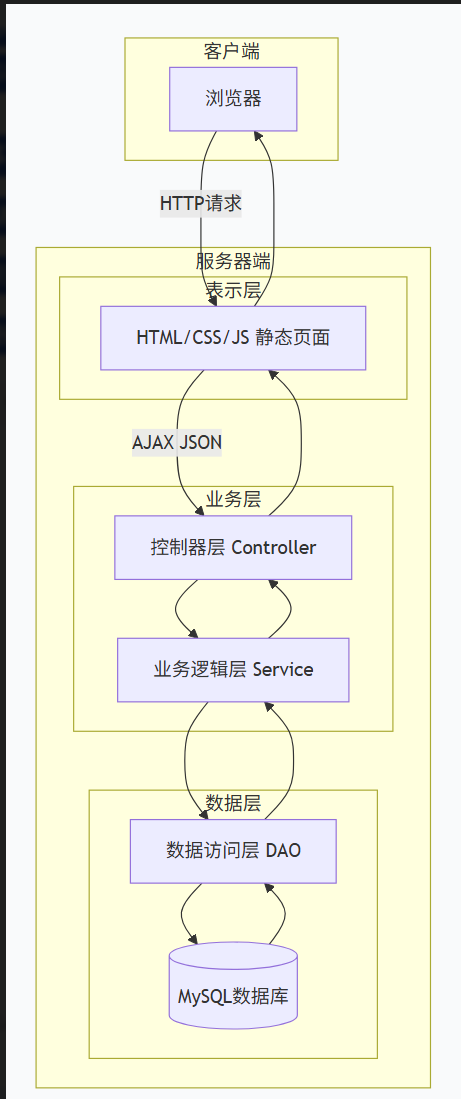 客户端
浏览器
HTTP请求
服务器端
表示层
HTML/CSS/JS 静态页面
AJAX JSON
业务层
控制器层 Controller
业务逻辑层 Service
数据层
数据访问层 DAO
MySQL数据库